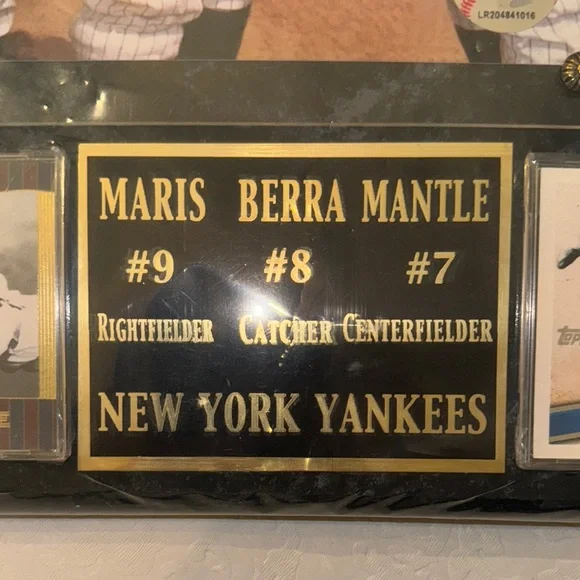 LR204841016
MARIS BERRA MANTLE
#9 #8 #7
RIGHTFIELDER CATCHER CENTERFIELDER
NEW YORK YANKEES